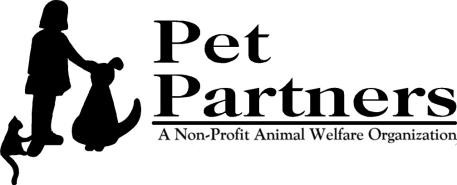 Pet
Partners
A Non-Profit Animal Welfare Organization